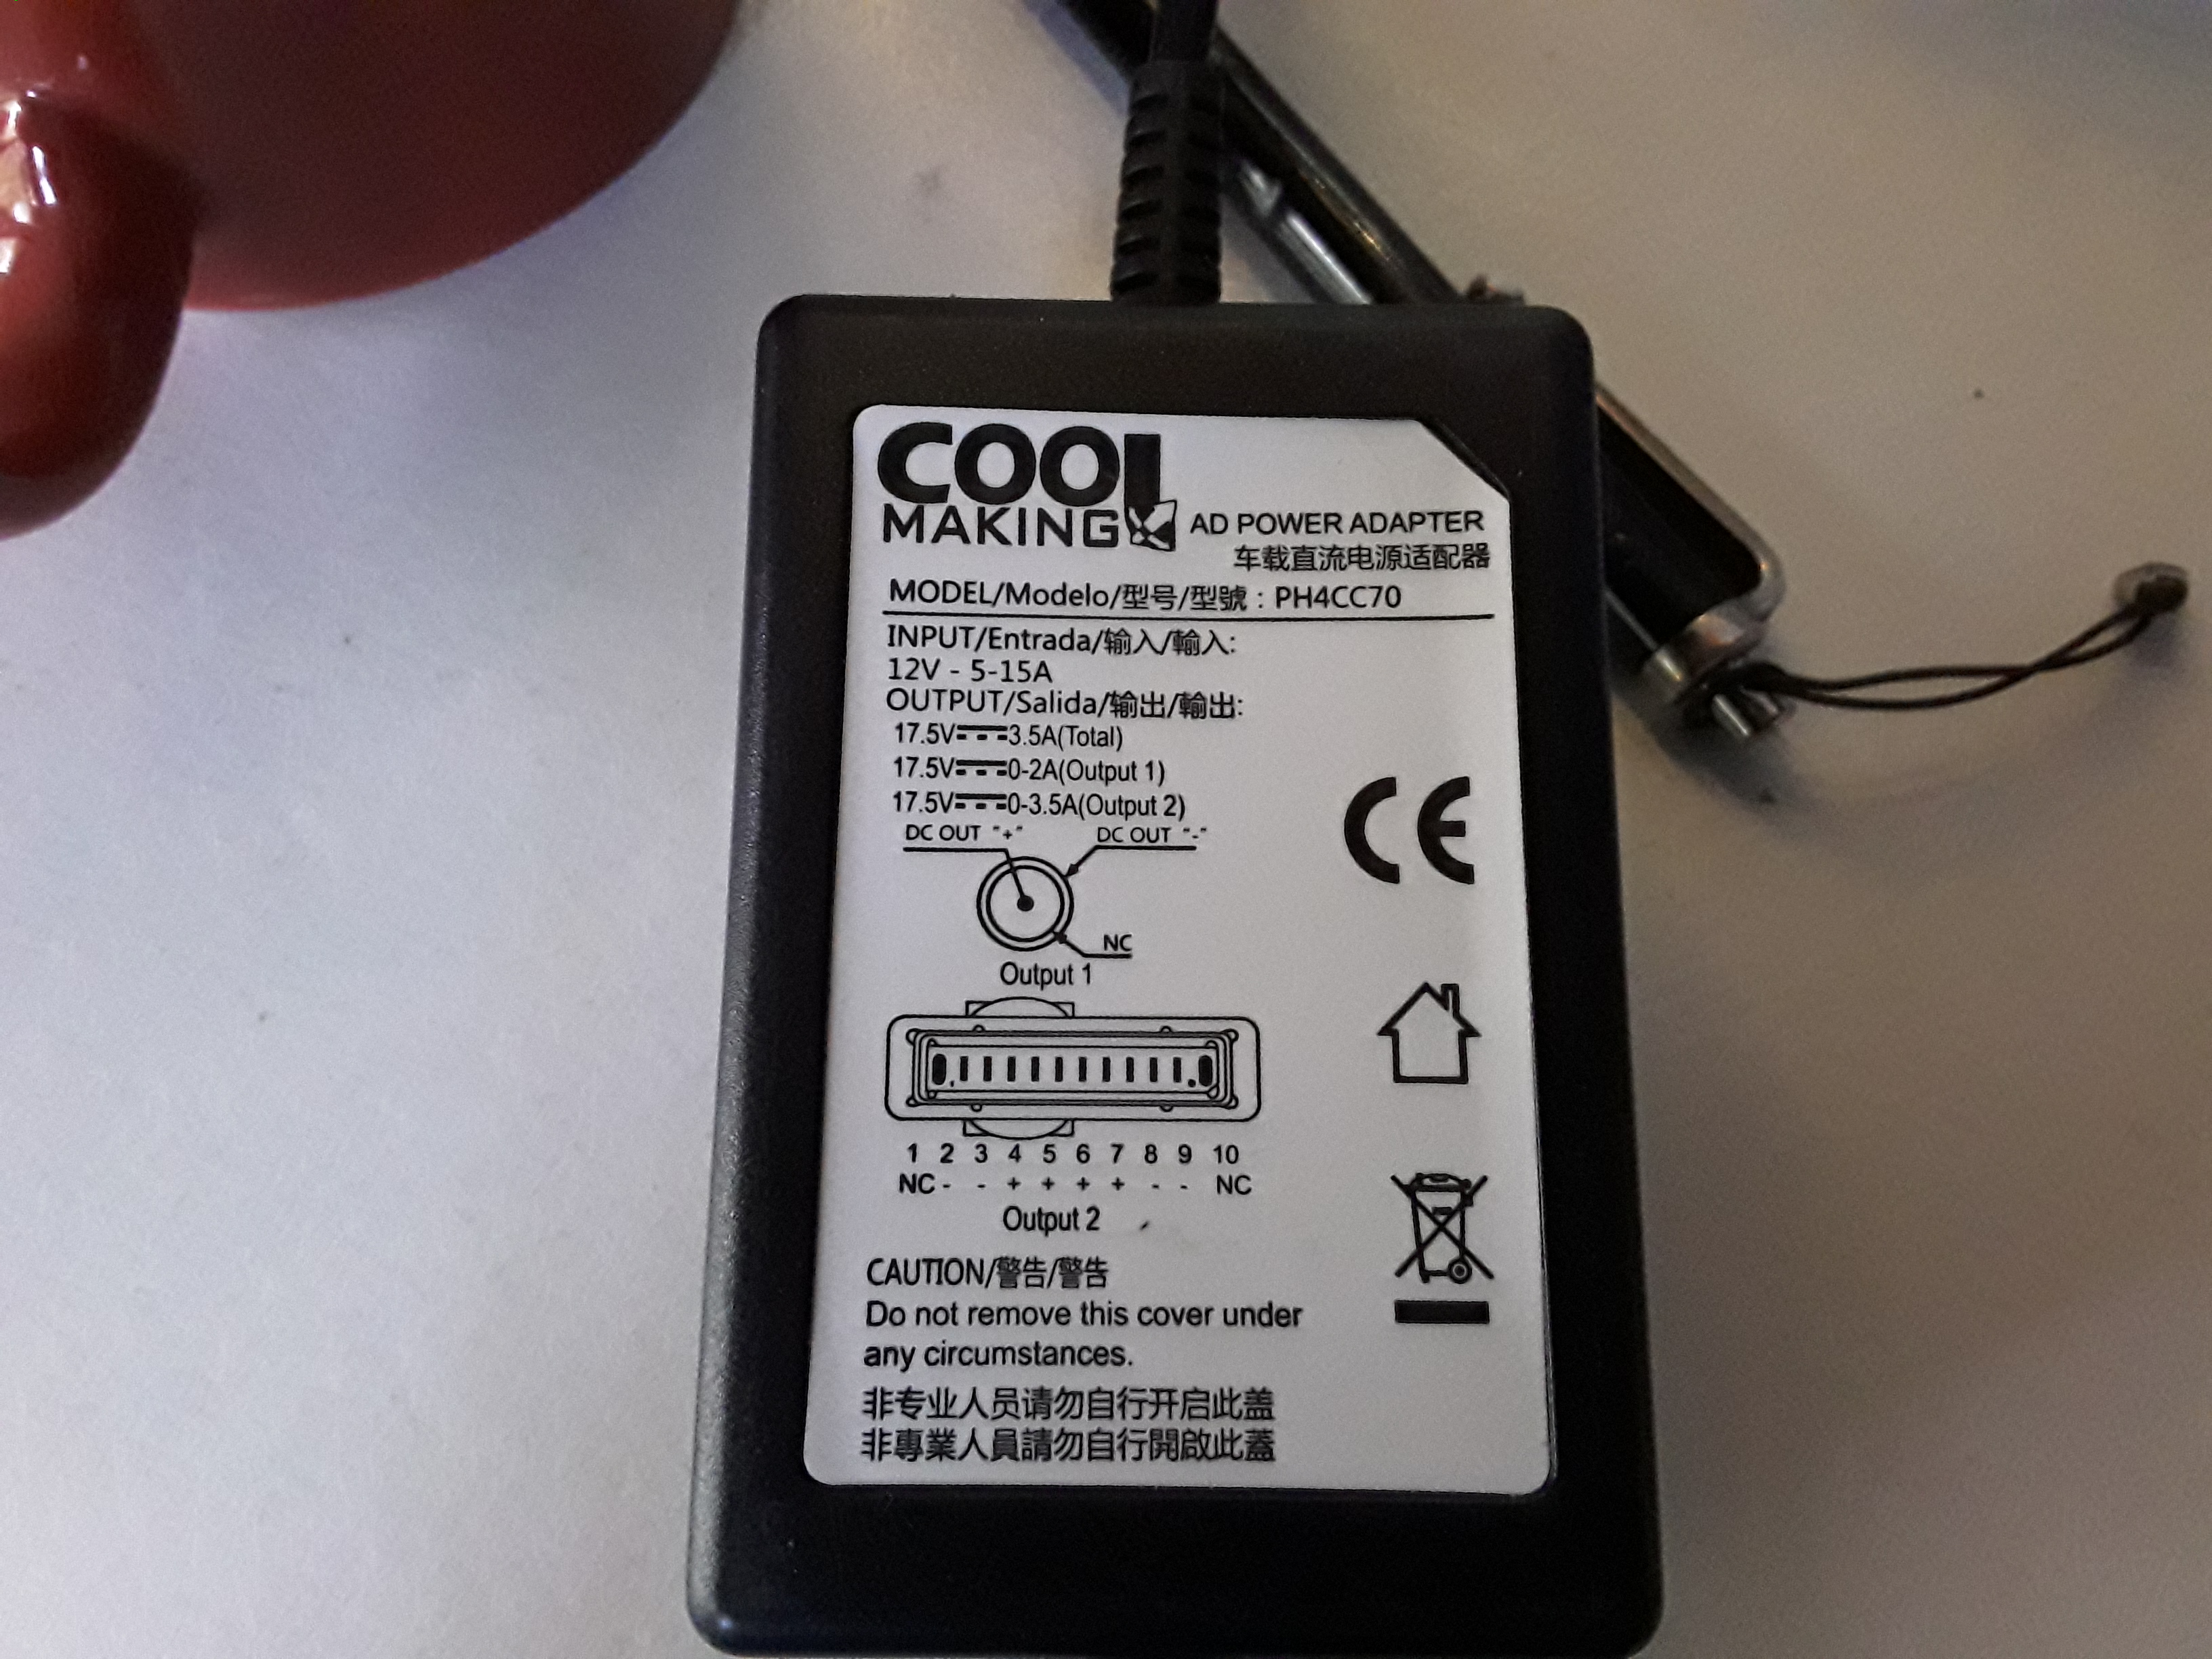 COOL
MAKING
AD POWER ADAPTER
车载直流电源适配器
MODEL/Modelo/型号/型號 : PH4CC70
INPUT/Entrada/输入/輸入:
12V - 5-15A
OUTPUT/Salida/输出/輸出:
17.5V⎓3.5A(Total)
17.5V⎓0-2A(Output 1)
17.5V⎓0-3.5A(Output 2)
DC OUT "+" DC OUT "-"
NC
Output 1
1 2 3 4 5 6 7 8 9 10
NC - - + + + + - - NC
Output 2
CE
CAUTION/警告/警告
Do not remove this cover under
any circumstances.
非专业人员请勿自行开启此盖
非專業人員請勿自行開啟此蓋